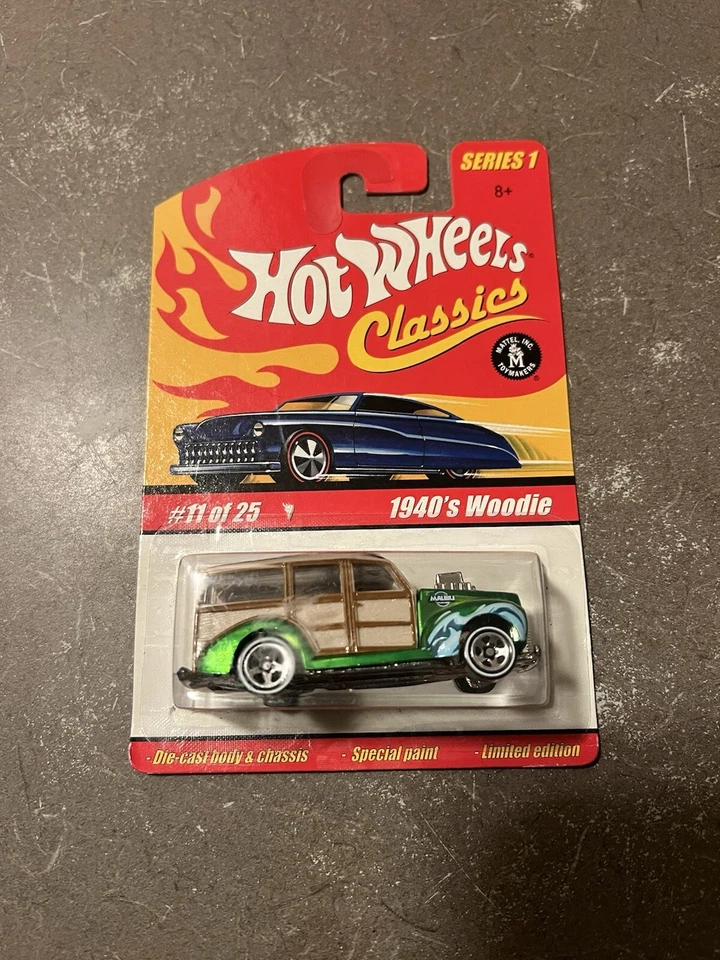 SERIES 1
8+
HOT WHEELS
Classics
MATTEL, INC.
M
TOYMAKERS
#11 of 25
1940's Woodie
MALIBU
- Die-cast body & chassis - Special paint - Limited edition